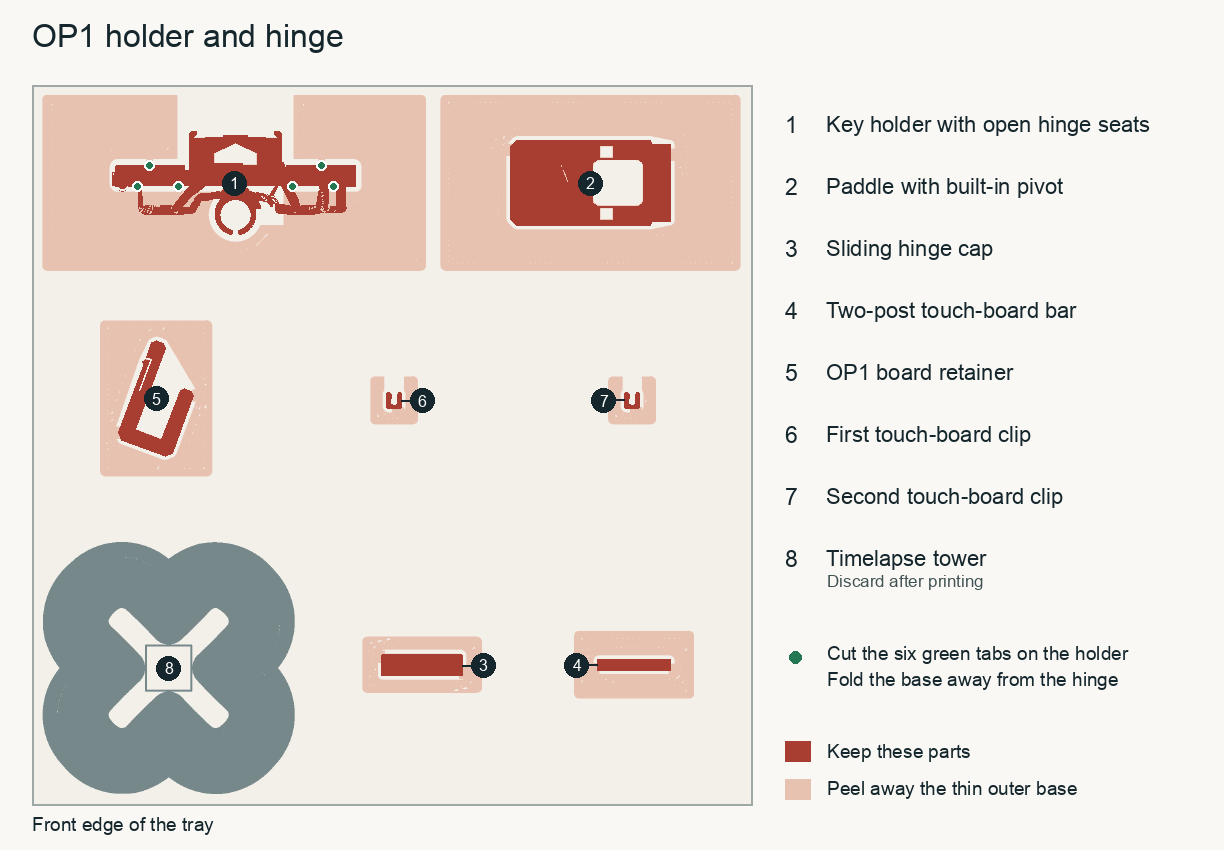 OP1 holder and hinge
1 Key holder with open hinge seats
2 Paddle with built-in pivot
3 Sliding hinge cap
4 Two-post touch-board bar
5 OP1 board retainer
6 First touch-board clip
7 Second touch-board clip
8 Timelapse tower
Discard after printing
Cut the six green tabs on the holder
Fold the base away from the hinge
Keep these parts
Peel away the thin outer base
1
2
5
6
7
8
3
4
Front edge of the tray